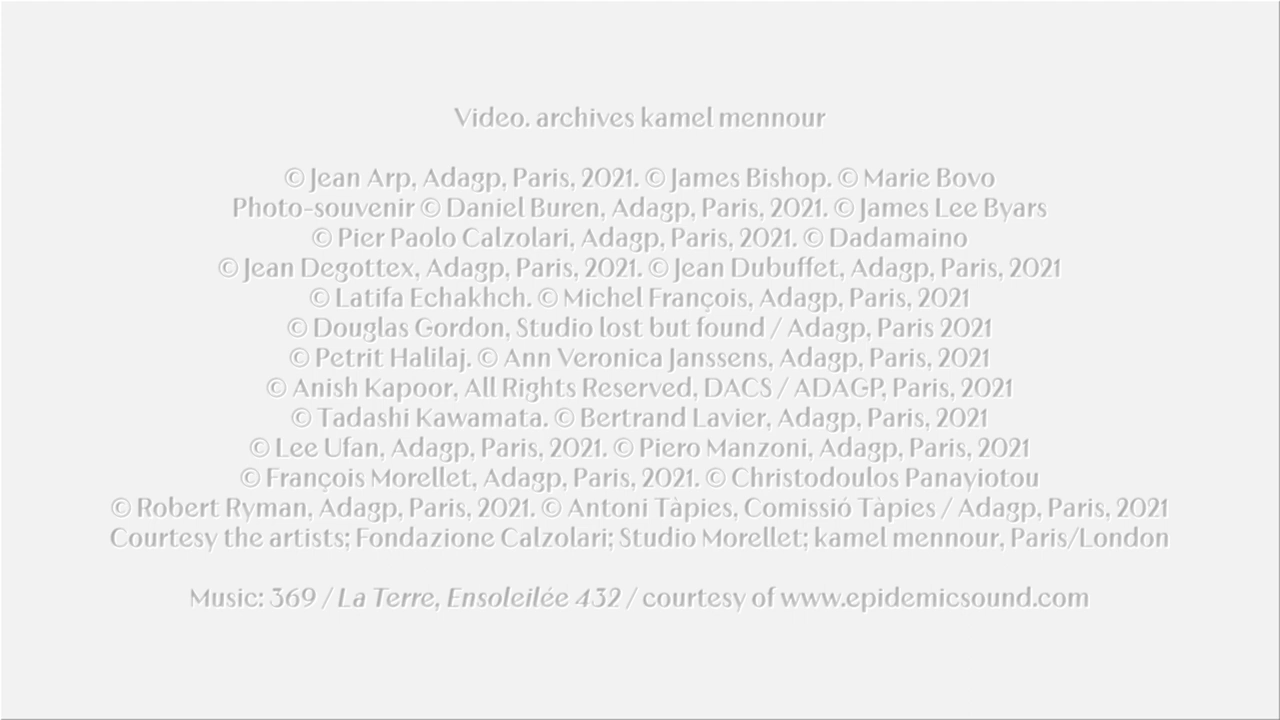 Video. archives kamel mennour
© Jean Arp, Adagp, Paris, 2021. © James Bishop. © Marie Bovo
Photo-souvenir © Daniel Buren, Adagp, Paris, 2021. © James Lee Byars
© Pier Paolo Calzolari, Adagp, Paris, 2021. © Dadamaino
© Jean Degottex, Adagp, Paris, 2021. © Jean Dubuffet, Adagp, Paris, 2021
© Latifa Echakhch. © Michel François, Adagp, Paris, 2021
© Douglas Gordon, Studio lost but found / Adagp, Paris 2021
© Petrit Halilaj. © Ann Veronica Janssens, Adagp, Paris, 2021
© Anish Kapoor, All Rights Reserved, DACS / ADAGP, Paris, 2021
© Tadashi Kawamata. © Bertrand Lavier, Adagp, Paris, 2021
© Lee Ufan, Adagp, Paris, 2021. © Piero Manzoni, Adagp, Paris, 2021
© François Morellet, Adagp, Paris, 2021. © Christodoulos Panayiotou
© Robert Ryman, Adagp, Paris, 2021. © Antoni Tàpies, Comissió Tàpies / Adagp, Paris, 2021
Courtesy the artists; Fondazione Calzolari; Studio Morellet; kamel mennour, Paris/London
Music: 369 / La Terre, Ensoleilée 432 / courtesy of www.epidemicsound.com